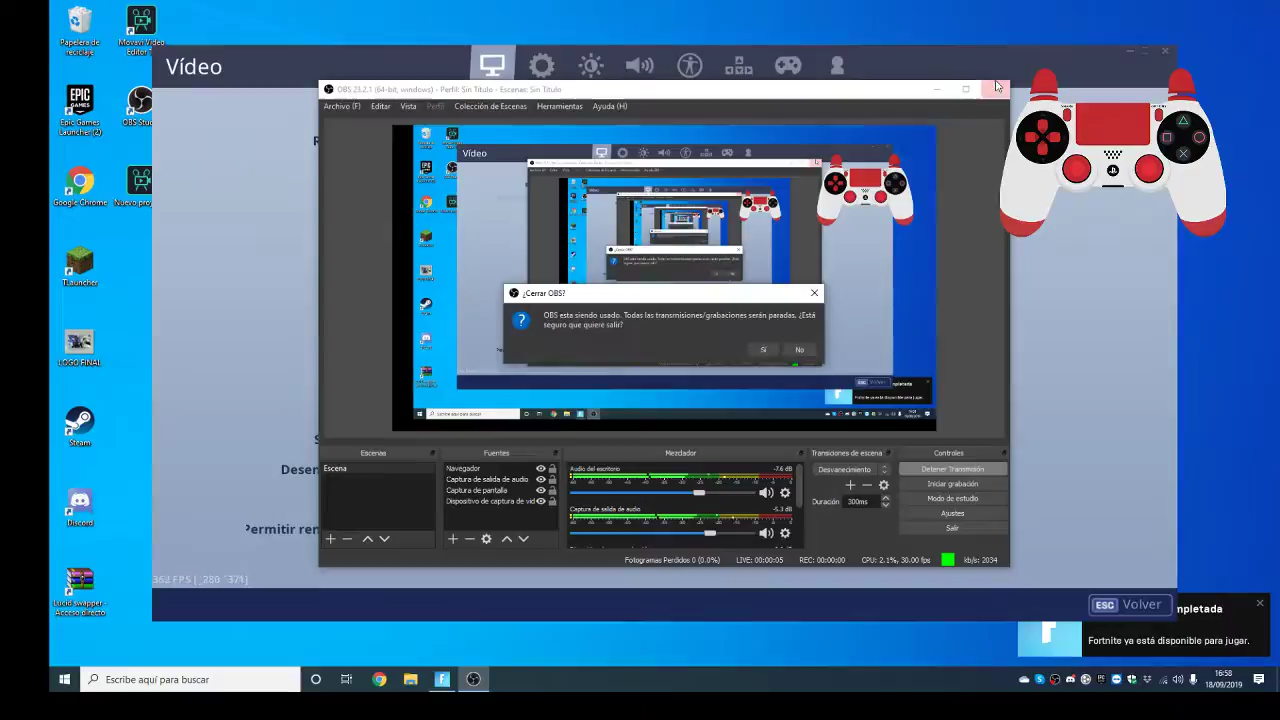 Papelera de
reciclaje
Movavi Video
Epic Games
Launcher (2)
OBS Stu
Google Chrome
Nuevo proy
TLauncher
LOGO FINAL
Steam
Discord
Lucid swapper -
Acceso directo
Vídeo
Desen
Permitir ren
OBS 23.2.1 (64-bit, windows) - Perfil: Sin Título - Escenas: Sin Título
Archivo (F) Editar Vista Perfil Colección de Escenas Herramientas Ayuda (H)
Vídeo
¿Cerrar OBS?
OBS esta siendo usado. Todas las transmisiones/grabaciones serán paradas. ¿Está
seguro que quiere salir?
Sí No
Escenas Fuentes Mezclador Transiciones de escena Controles
Escena
Navegador
Captura de salida de audio
Captura de pantalla
Dispositivo de captura de vid
Audio del escritorio -7.6 dB
Captura de salida de audio -5.3 dB
Desvanecimiento
Duración 300ms
Detener Transmisión
Iniciar grabación
Modo de estudio
Ajustes
Salir
Fotogramas Perdidos 0 (0.0%) LIVE: 00:00:05 REC: 00:00:00 CPU: 2.1%, 30.00 fps kb/s: 2034
ESC Volver
mpletada
Fortnite ya está disponible para jugar.
Escribe aquí para buscar
16:58
18/09/2019